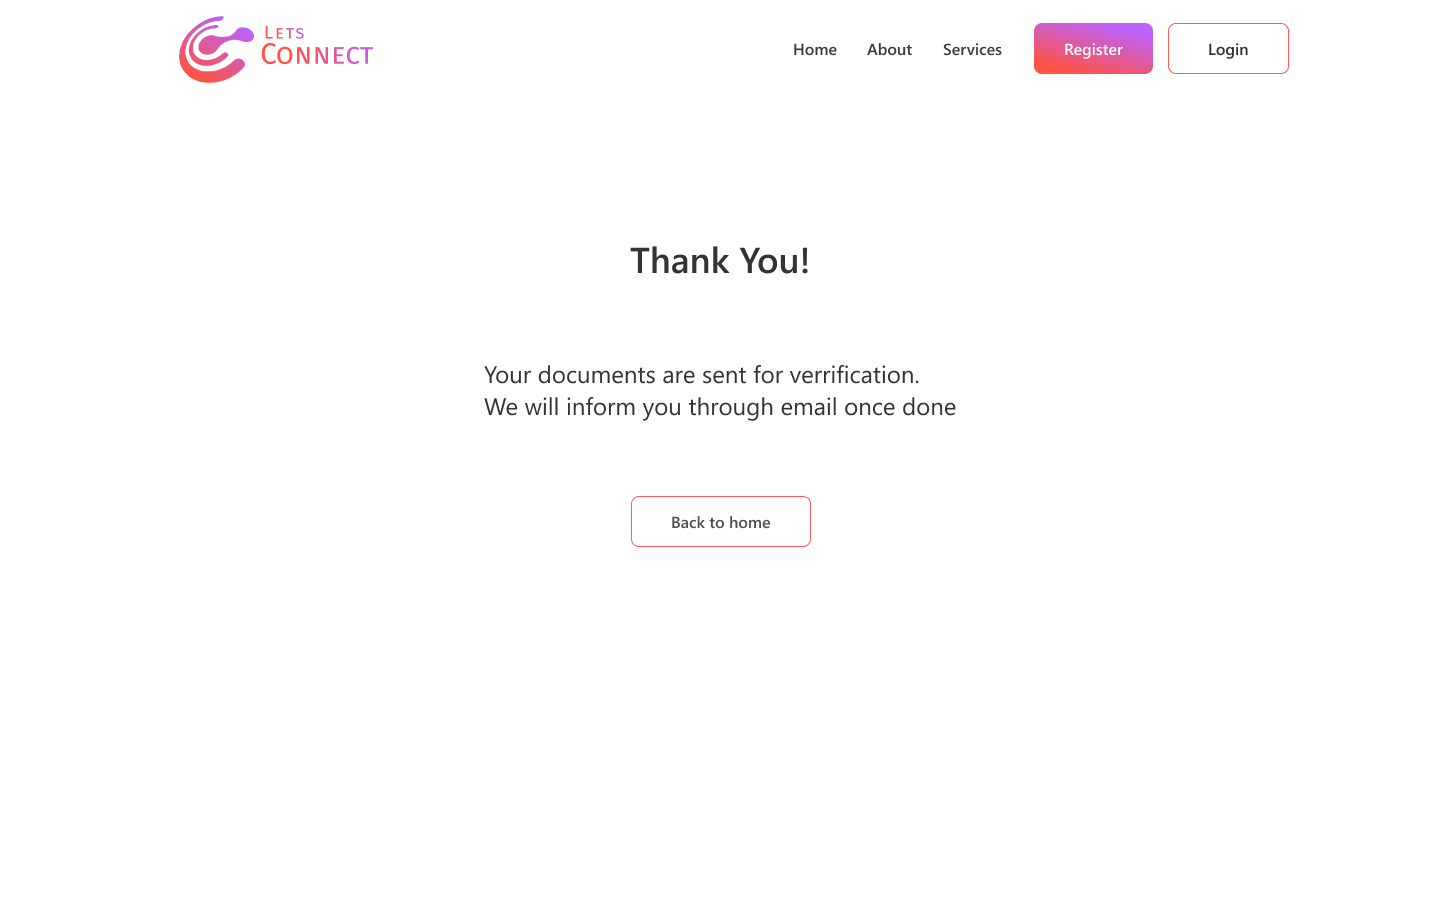 LETS
CONNECT
Home
About
Services
Register
Login
Thank You!
Your documents are sent for verrification.
We will inform you through email once done
Back to home